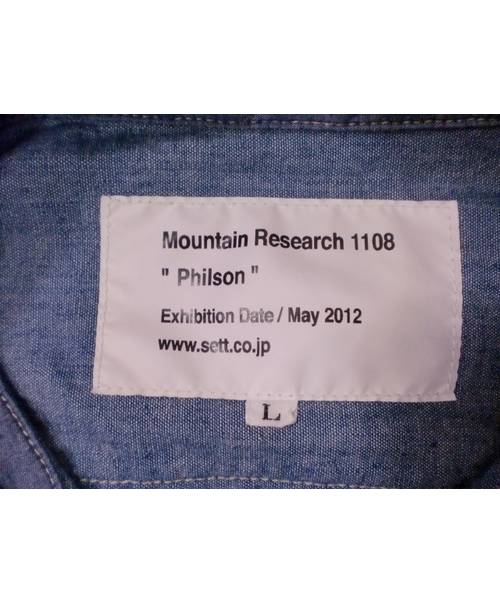 Mountain Research 1108
" Philson "
Exhibition Date / May 2012
www.sett.co.jp
L